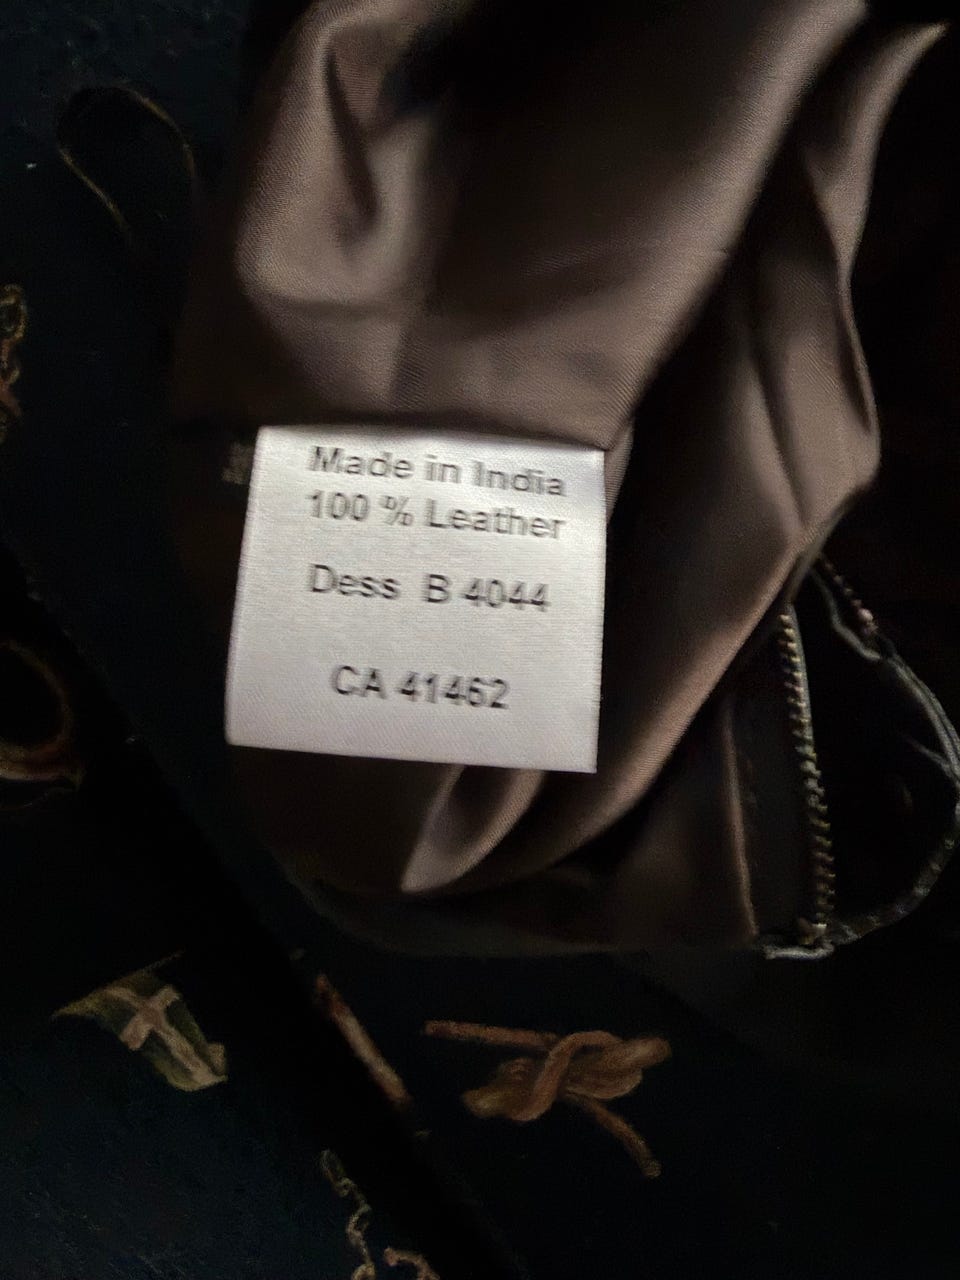 Made in India
100 % Leather
Dess B 4044
CA 41462